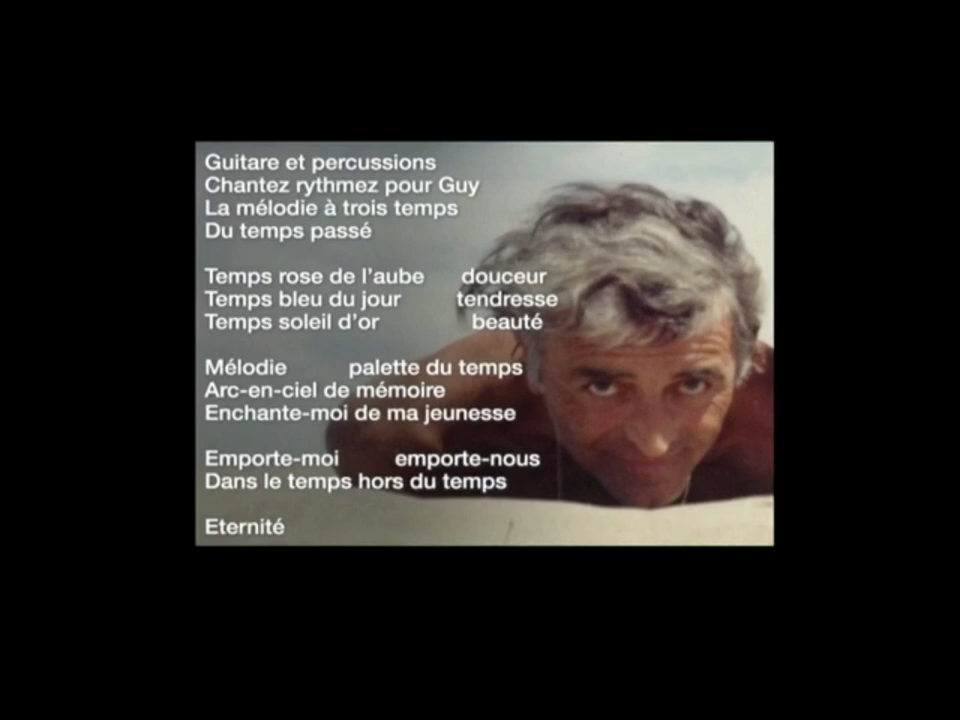 Guitare et percussions
Chantez rythmez pour Guy
La mélodie à trois temps
Du temps passé
Temps rose de l'aube douceur
Temps bleu du jour tendresse
Temps soleil d'or beauté
Mélodie palette du temps
Arc-en-ciel de mémoire
Enchante-moi de ma jeunesse
Emporte-moi emporte-nous
Dans le temps hors du temps
Eternité